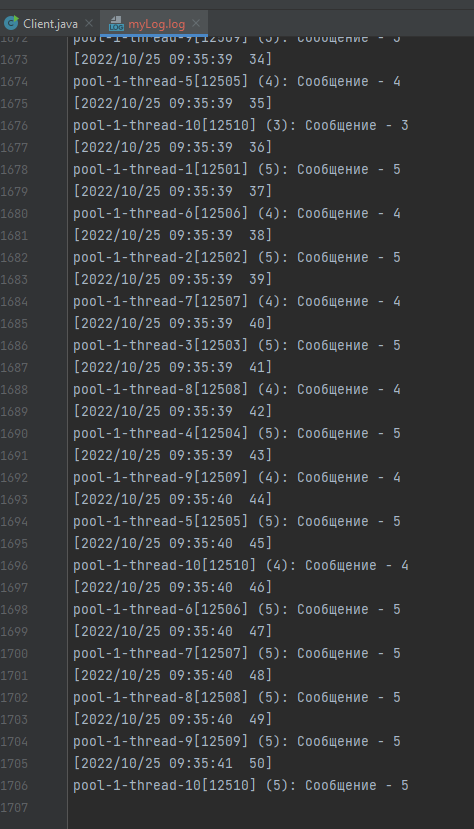 Client.java
myLog.log
1672 pool-1-thread-9[12509] (3): Сообщение - 3
1673 [2022/10/25 09:35:39  34]
1674 pool-1-thread-5[12505] (4): Сообщение - 4
1675 [2022/10/25 09:35:39  35]
1676 pool-1-thread-10[12510] (3): Сообщение - 3
1677 [2022/10/25 09:35:39  36]
1678 pool-1-thread-1[12501] (5): Сообщение - 5
1679 [2022/10/25 09:35:39  37]
1680 pool-1-thread-6[12506] (4): Сообщение - 4
1681 [2022/10/25 09:35:39  38]
1682 pool-1-thread-2[12502] (5): Сообщение - 5
1683 [2022/10/25 09:35:39  39]
1684 pool-1-thread-7[12507] (4): Сообщение - 4
1685 [2022/10/25 09:35:39  40]
1686 pool-1-thread-3[12503] (5): Сообщение - 5
1687 [2022/10/25 09:35:39  41]
1688 pool-1-thread-8[12508] (4): Сообщение - 4
1689 [2022/10/25 09:35:39  42]
1690 pool-1-thread-4[12504] (5): Сообщение - 5
1691 [2022/10/25 09:35:39  43]
1692 pool-1-thread-9[12509] (4): Сообщение - 4
1693 [2022/10/25 09:35:40  44]
1694 pool-1-thread-5[12505] (5): Сообщение - 5
1695 [2022/10/25 09:35:40  45]
1696 pool-1-thread-10[12510] (4): Сообщение - 4
1697 [2022/10/25 09:35:40  46]
1698 pool-1-thread-6[12506] (5): Сообщение - 5
1699 [2022/10/25 09:35:40  47]
1700 pool-1-thread-7[12507] (5): Сообщение - 5
1701 [2022/10/25 09:35:40  48]
1702 pool-1-thread-8[12508] (5): Сообщение - 5
1703 [2022/10/25 09:35:40  49]
1704 pool-1-thread-9[12509] (5): Сообщение - 5
1705 [2022/10/25 09:35:41  50]
1706 pool-1-thread-10[12510] (5): Сообщение - 5
1707